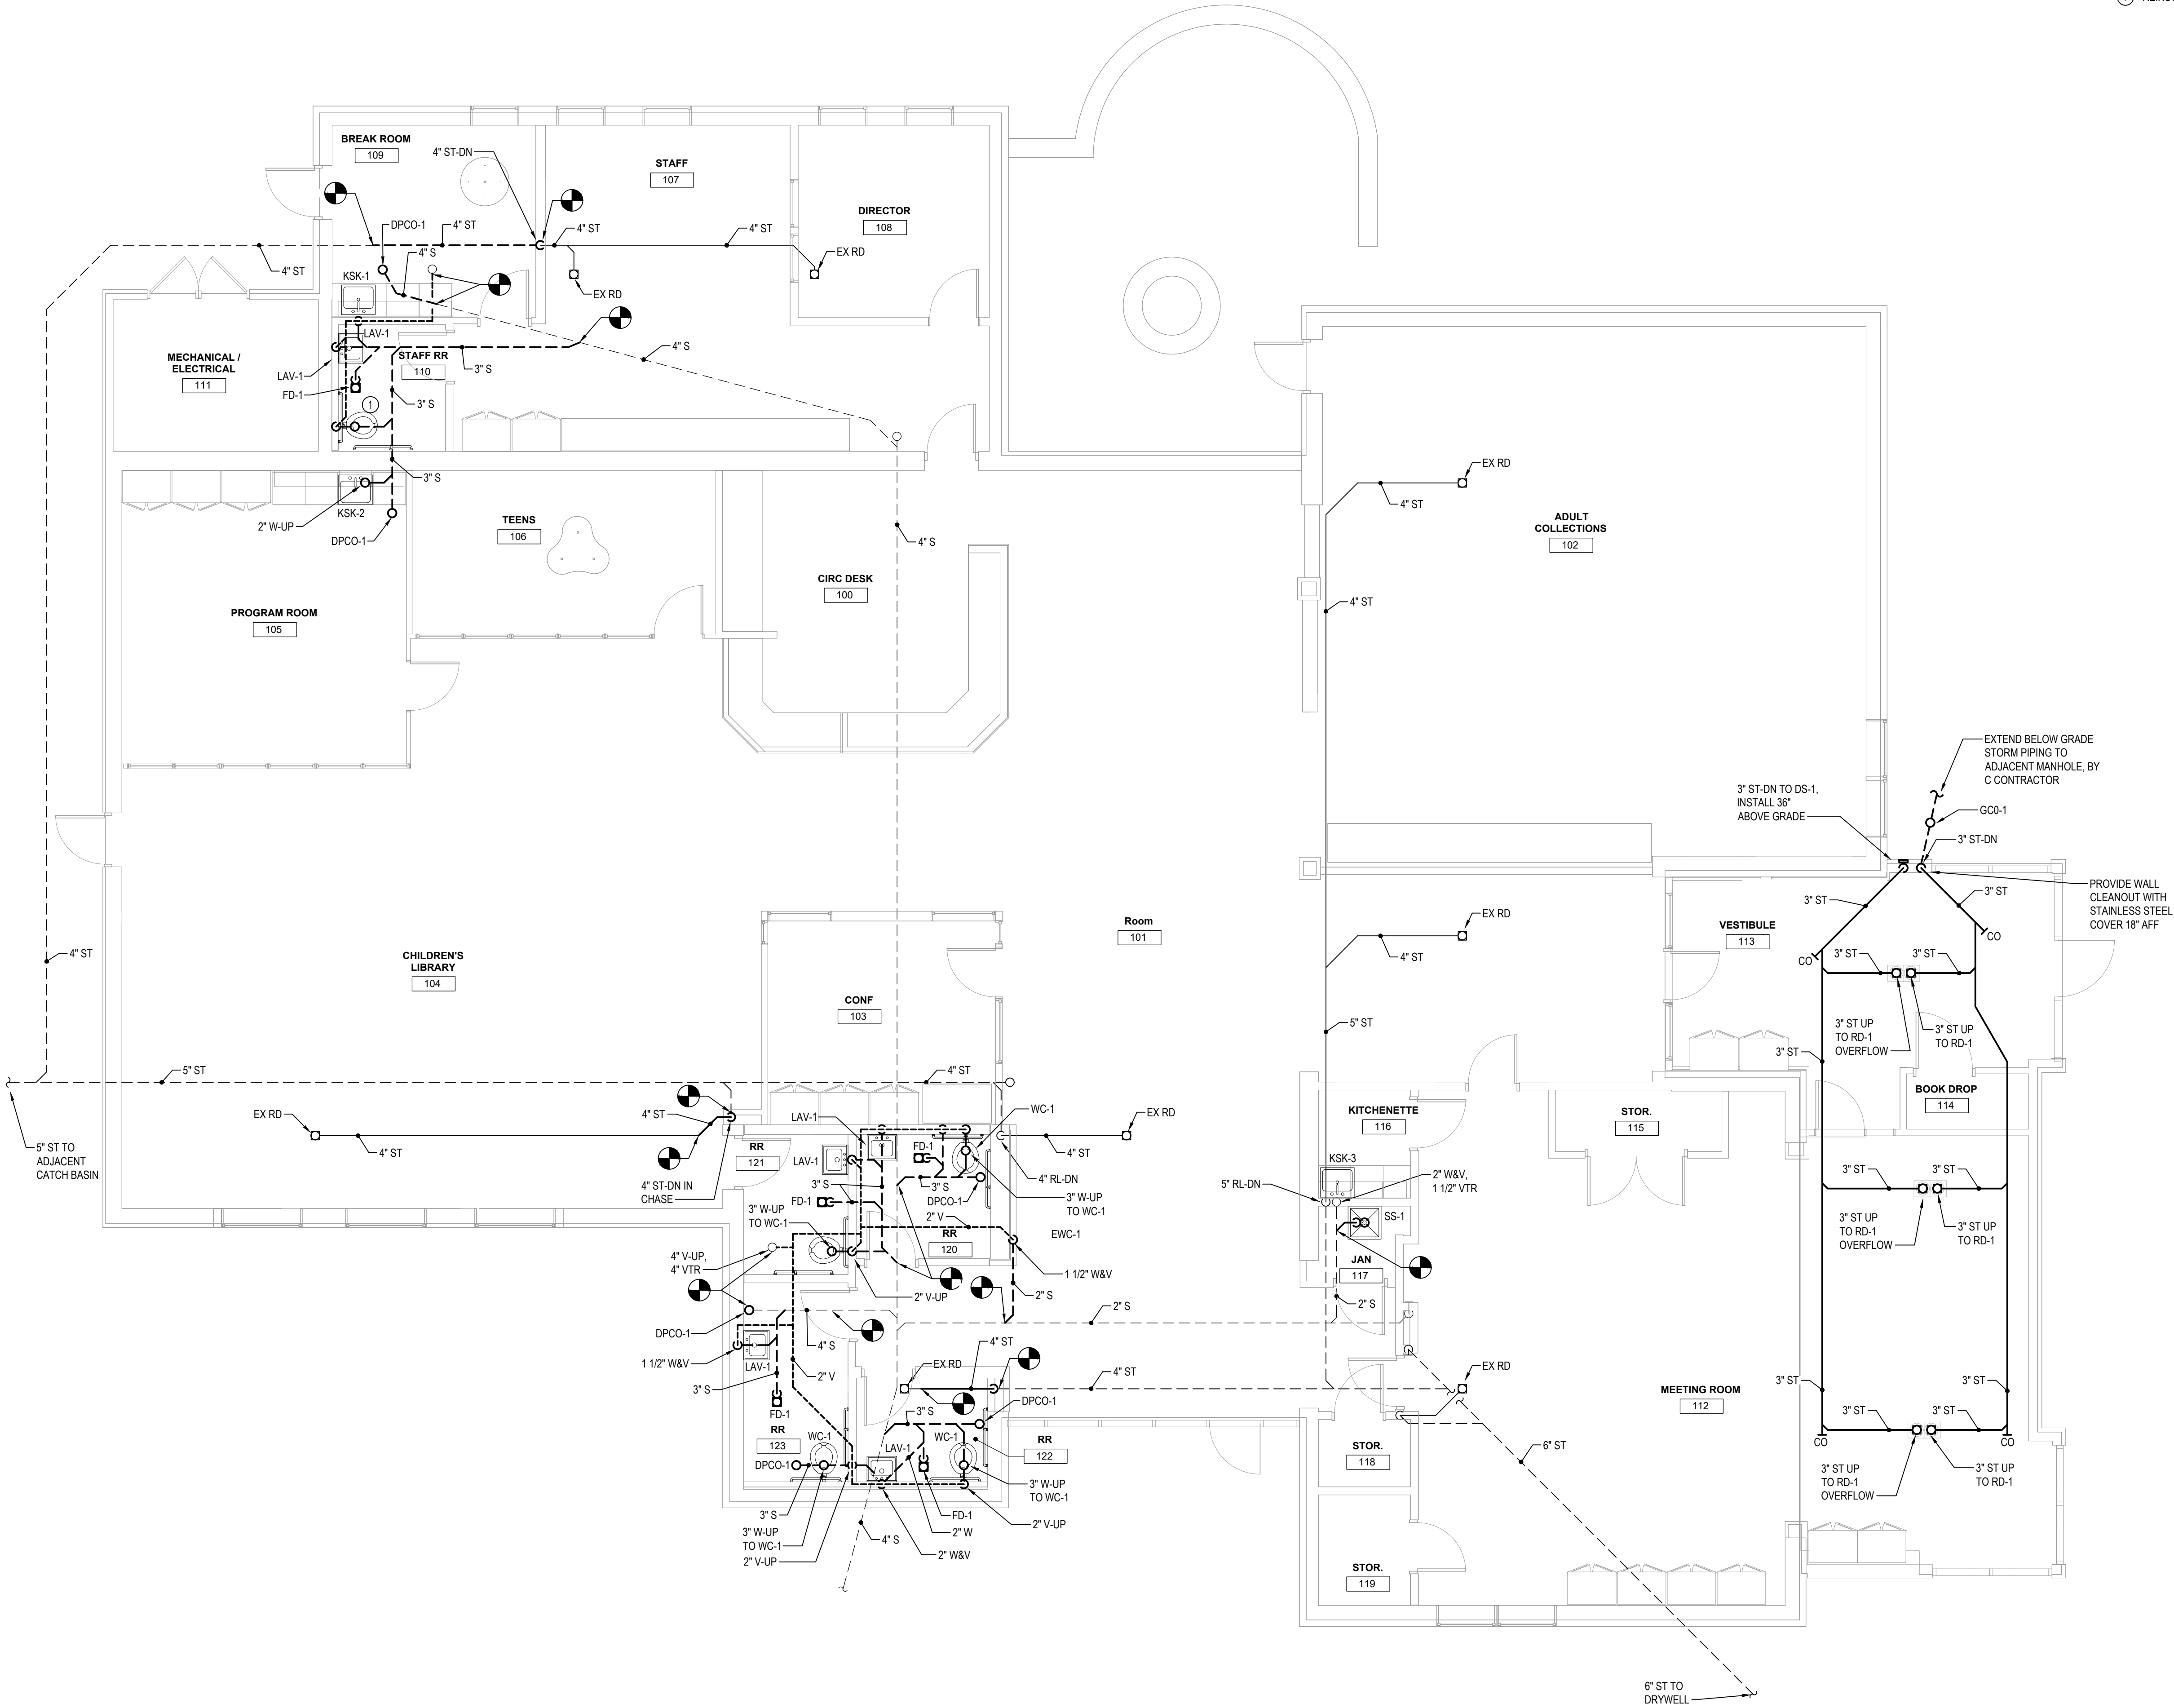 BREAK ROOM
109
4" ST-DN
STAFF
107
DIRECTOR
108
DPCO-1
4" ST
4" ST
4" ST
EX RD
4" S
4" ST
KSK-1
EX RD
LAV-1
MECHANICAL /
ELECTRICAL
111
STAFF RR
110
4" S
LAV-1
3" S
FD-1
1
3" S
3" S
KSK-2
2" W-UP
DPCO-1
TEENS
106
4" S
EX RD
4" ST
ADULT
COLLECTIONS
102
CIRC DESK
100
4" ST
PROGRAM ROOM
105
EXTEND BELOW GRADE
STORM PIPING TO
ADJACENT MANHOLE, BY
C CONTRACTOR
3" ST-DN TO DS-1,
INSTALL 36"
ABOVE GRADE
GC0-1
3" ST-DN
PROVIDE WALL
CLEANOUT WITH
STAINLESS STEEL
COVER 18" AFF
3" ST
3" ST
Room
101
EX RD
4" ST
VESTIBULE
113
CO
CO
3" ST
3" ST
4" ST
CHILDREN'S
LIBRARY
104
CONF
103
5" ST
3" ST UP
TO RD-1
OVERFLOW
3" ST UP
TO RD-1
3" ST
BOOK DROP
114
5" ST
4" ST
EX RD
4" ST
4" ST
LAV-1
WC-1
EX RD
4" ST
KITCHENETTE
116
STOR.
115
5" ST TO
ADJACENT
CATCH BASIN
RR
121
LAV-1
FD-1
4" RL-DN
4" ST-DN IN
CHASE
3" S
3" S
DPCO-1
3" W-UP
TO WC-1
KSK-3
5" RL-DN
2" W&V,
1 1/2" VTR
3" ST
3" ST
FD-1
3" W-UP
TO WC-1
2" V
SS-1
3" ST UP
TO RD-1
OVERFLOW
3" ST UP
TO RD-1
RR
120
EWC-1
4" V-UP,
4" VTR
1 1/2" W&V
JAN
117
2" V-UP
2" S
2" S
2" S
DPCO-1
4" S
1 1/2" W&V
LAV-1
2" V
3" S
EX RD
4" ST
4" ST
EX RD
MEETING ROOM
112
3" ST
3" ST
FD-1
3" S
DPCO-1
3" ST
3" ST
RR
123
WC-1
LAV-1
WC-1
RR
122
CO
CO
DPCO-1
STOR.
118
6" ST
3" S
3" W-UP
TO WC-1
3" ST UP
TO RD-1
OVERFLOW
3" ST UP
TO RD-1
3" W-UP
TO WC-1
2" V-UP
4" S
FD-1
2" W
2" W&V
2" V-UP
STOR.
119
6" ST TO
DRYWELL